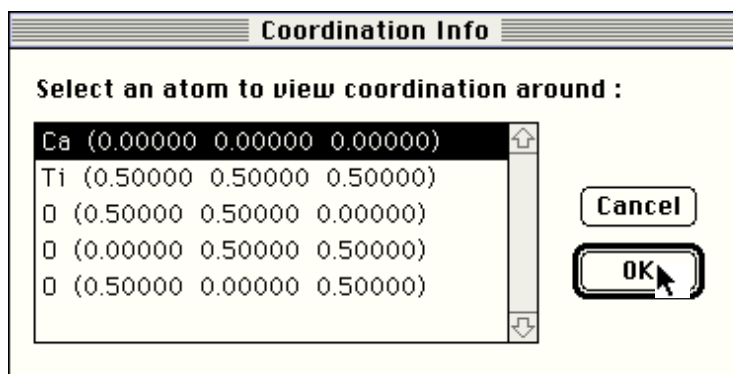 Coordination Info
Select an atom to view coordination around :
Ca (0.00000 0.00000 0.00000)
Ti (0.50000 0.50000 0.50000)
O (0.50000 0.50000 0.00000)
O (0.00000 0.50000 0.50000)
O (0.50000 0.00000 0.50000)
Cancel
OK